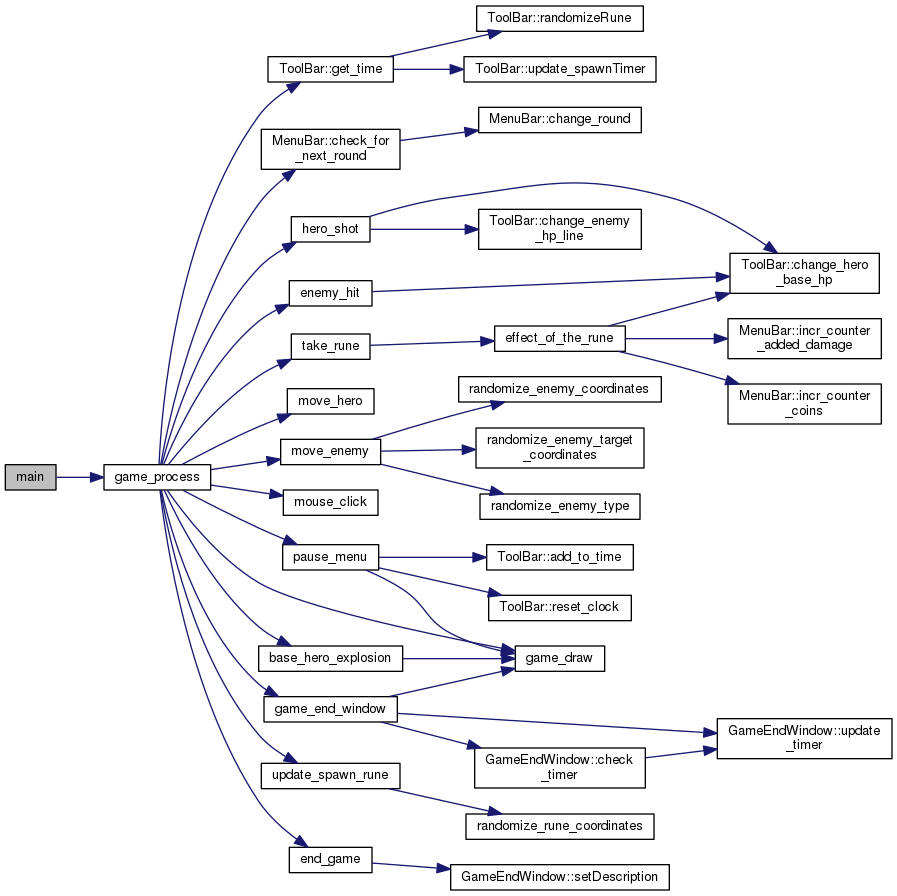 ToolBar::randomizeRune
ToolBar::get_time
ToolBar::update_spawnTimer
MenuBar::change_round
MenuBar::check_for
_next_round
hero_shot
ToolBar::change_enemy
_hp_line
ToolBar::change_hero
_base_hp
enemy_hit
take_rune
effect_of_the_rune
MenuBar::incr_counter
_added_damage
MenuBar::incr_counter
_coins
move_hero
randomize_enemy_coordinates
move_enemy
randomize_enemy_target
_coordinates
main
game_process
mouse_click
randomize_enemy_type
pause_menu
ToolBar::add_to_time
ToolBar::reset_clock
base_hero_explosion
game_draw
game_end_window
GameEndWindow::update
_timer
GameEndWindow::check
_timer
update_spawn_rune
randomize_rune_coordinates
end_game
GameEndWindow::setDescription